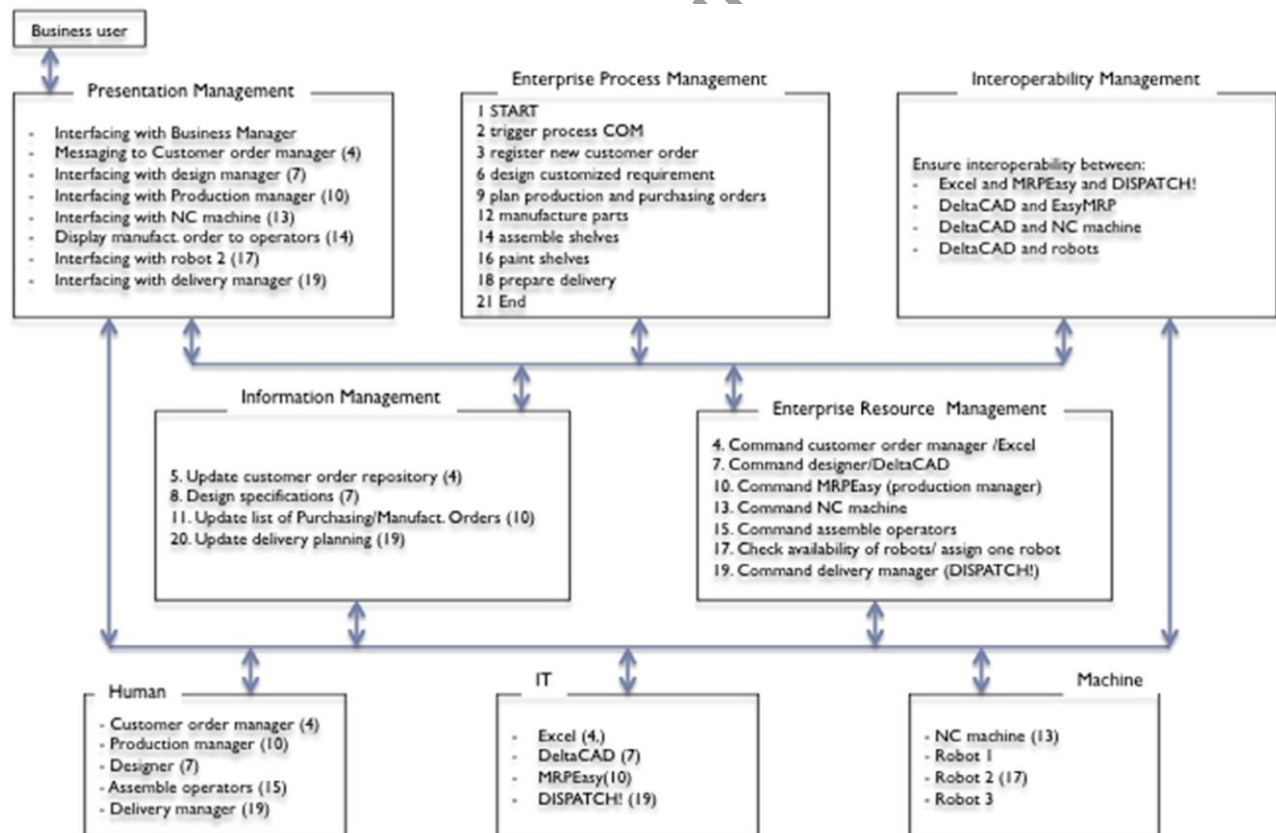 Business user
Presentation Management
- Interfacing with Business Manager
- Messaging to Customer order manager (4)
- Interfacing with design manager (7)
- Interfacing with Production manager (10)
- Interfacing with NC machine (13)
- Display manufact. order to operators (14)
- Interfacing with robot 2 (17)
- Interfacing with delivery manager (19)
Enterprise Process Management
1 START
2 trigger process COM
3 register new customer order
6 design customized requirement
9 plan production and purchasing orders
12 manufacture parts
14 assemble shelves
16 paint shelves
18 prepare delivery
21 End
Interoperability Management
Ensure interoperability between:
- Excel and MRPEasy and DISPATCH!
- DeltaCAD and EasyMRP
- DeltaCAD and NC machine
- DeltaCAD and robots
Information Management
5. Update customer order repository (4)
8. Design specifications (7)
11. Update list of Purchasing/Manufact. Orders (10)
20. Update delivery planning (19)
Enterprise Resource Management
4. Command customer order manager /Excel
7. Command designer/DeltaCAD
10. Command MRPEasy (production manager)
13. Command NC machine
15. Command assemble operators
17. Check availability of robots/ assign one robot
19. Command delivery manager (DISPATCH!)
Human
- Customer order manager (4)
- Production manager (10)
- Designer (7)
- Assemble operators (15)
- Delivery manager (19)
IT
- Excel (4,)
- DeltaCAD (7)
- MRPEasy(10)
- DISPATCH! (19)
Machine
- NC machine (13)
- Robot 1
- Robot 2 (17)
- Robot 3